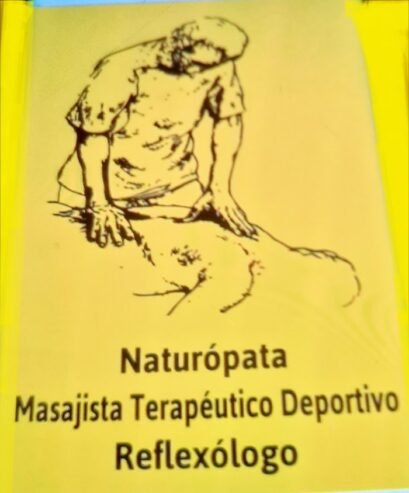 Naturópata
Masajista Terapéutico Deportivo
Reflexólogo